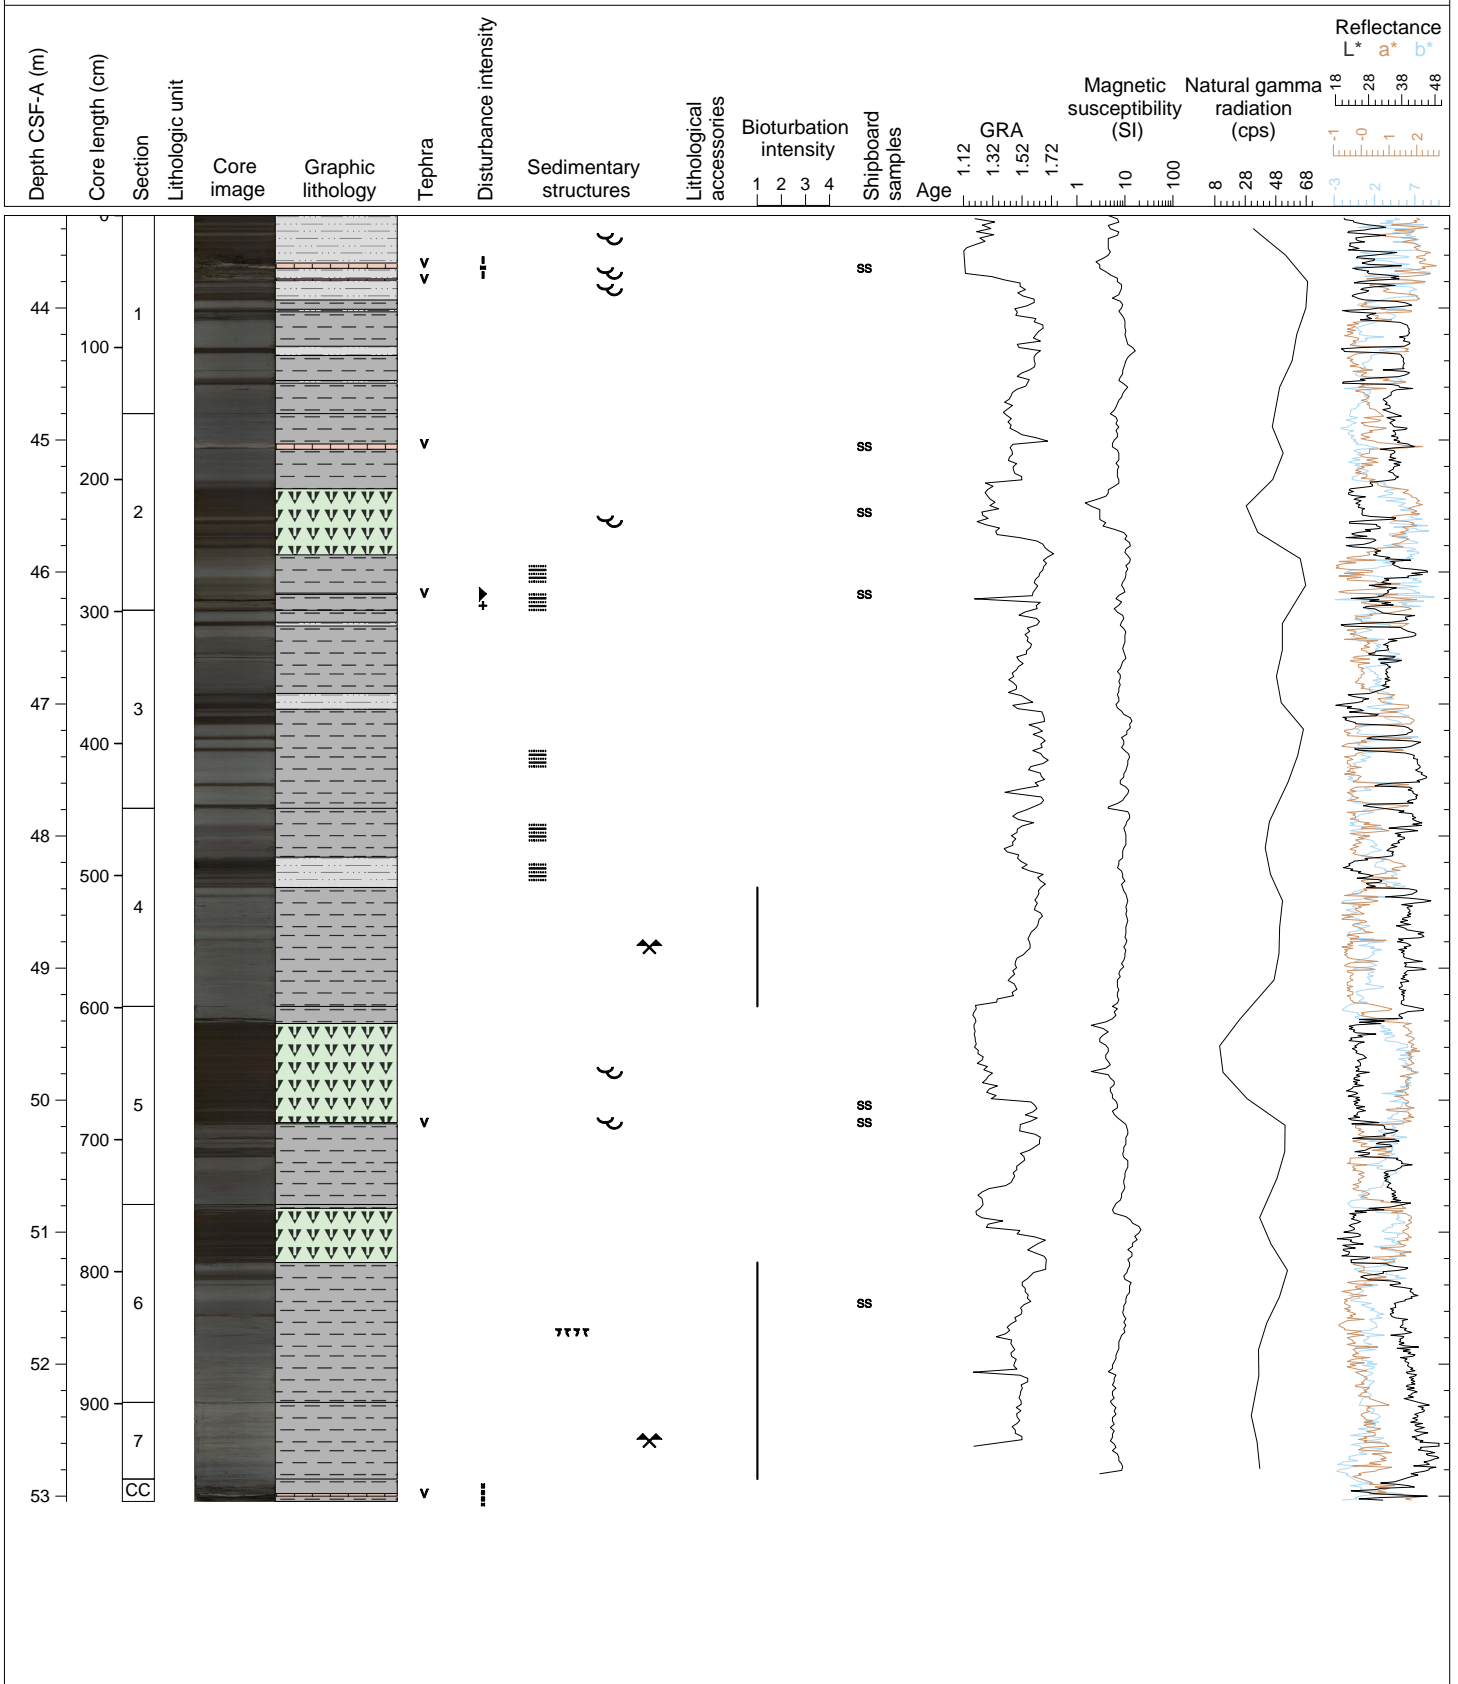 Depth CSF-A (m)
Core length (cm)
Section
Lithologic unit
Core
image
Graphic
lithology
Tephra
Disturbance intensity
Sedimentary
structures
Lithological
accessories
Bioturbation
intensity
1 2 3 4
Shipboard
samples
Age
GRA
1.12 1.32 1.52 1.72
Magnetic
susceptibility
(SI)
1 10 100
Natural gamma
radiation
(cps)
8 28 48 68
Reflectance
L* a* b*
18 28 38 48
-1 -0 1 2
-3 2 7
0
V
ss
V
44
1
100
45
V
ss
200
2
ss
46
V
ss
300
47
3
400
48
500
4
49
600
50
5
ss
V
ss
700
51
800
6
ss
52
900
7
CC
V
53